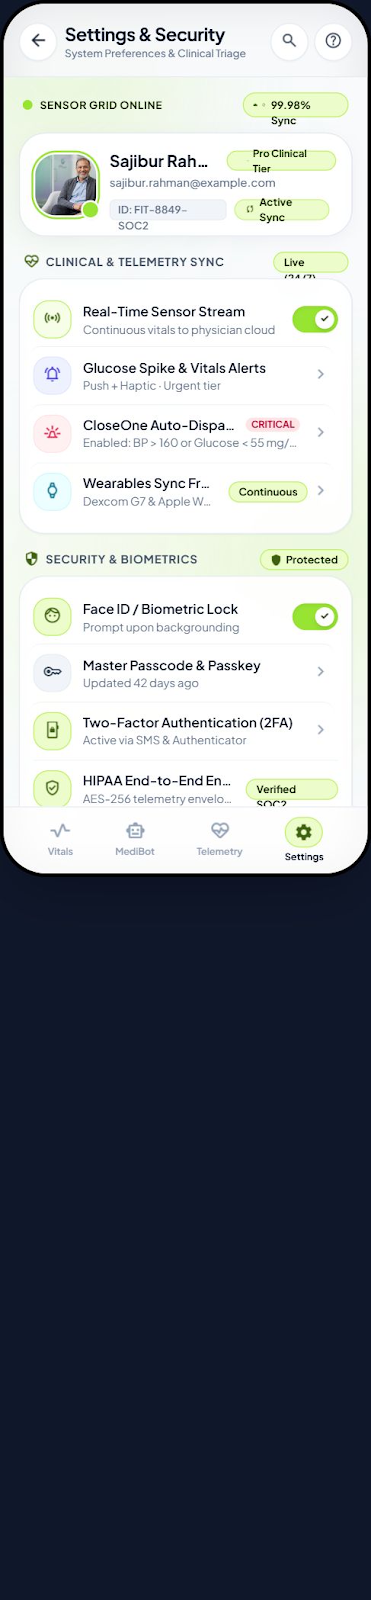 Settings & Security
System Preferences & Clinical Triage
SENSOR GRID ONLINE
99.98%
Sync
Sajibur Rah...
Pro Clinical
Tier
sajibur.rahman@example.com
ID: FIT-8849-
SOC2
Active
Sync
CLINICAL & TELEMETRY SYNC
Live
(24/7)
Real-Time Sensor Stream
Continuous vitals to physician cloud
Glucose Spike & Vitals Alerts
Push + Haptic · Urgent tier
CloseOne Auto-Dispa...
CRITICAL
Enabled: BP > 160 or Glucose < 55 mg/...
Wearables Sync Fr...
Continuous
Dexcom G7 & Apple W...
SECURITY & BIOMETRICS
Protected
Face ID / Biometric Lock
Prompt upon backgrounding
Master Passcode & Passkey
Updated 42 days ago
Two-Factor Authentication (2FA)
Active via SMS & Authenticator
HIPAA End-to-End En...
AES-256 telemetry envelo...
Verified
SOC2
Vitals
MediBot
Telemetry
Settings